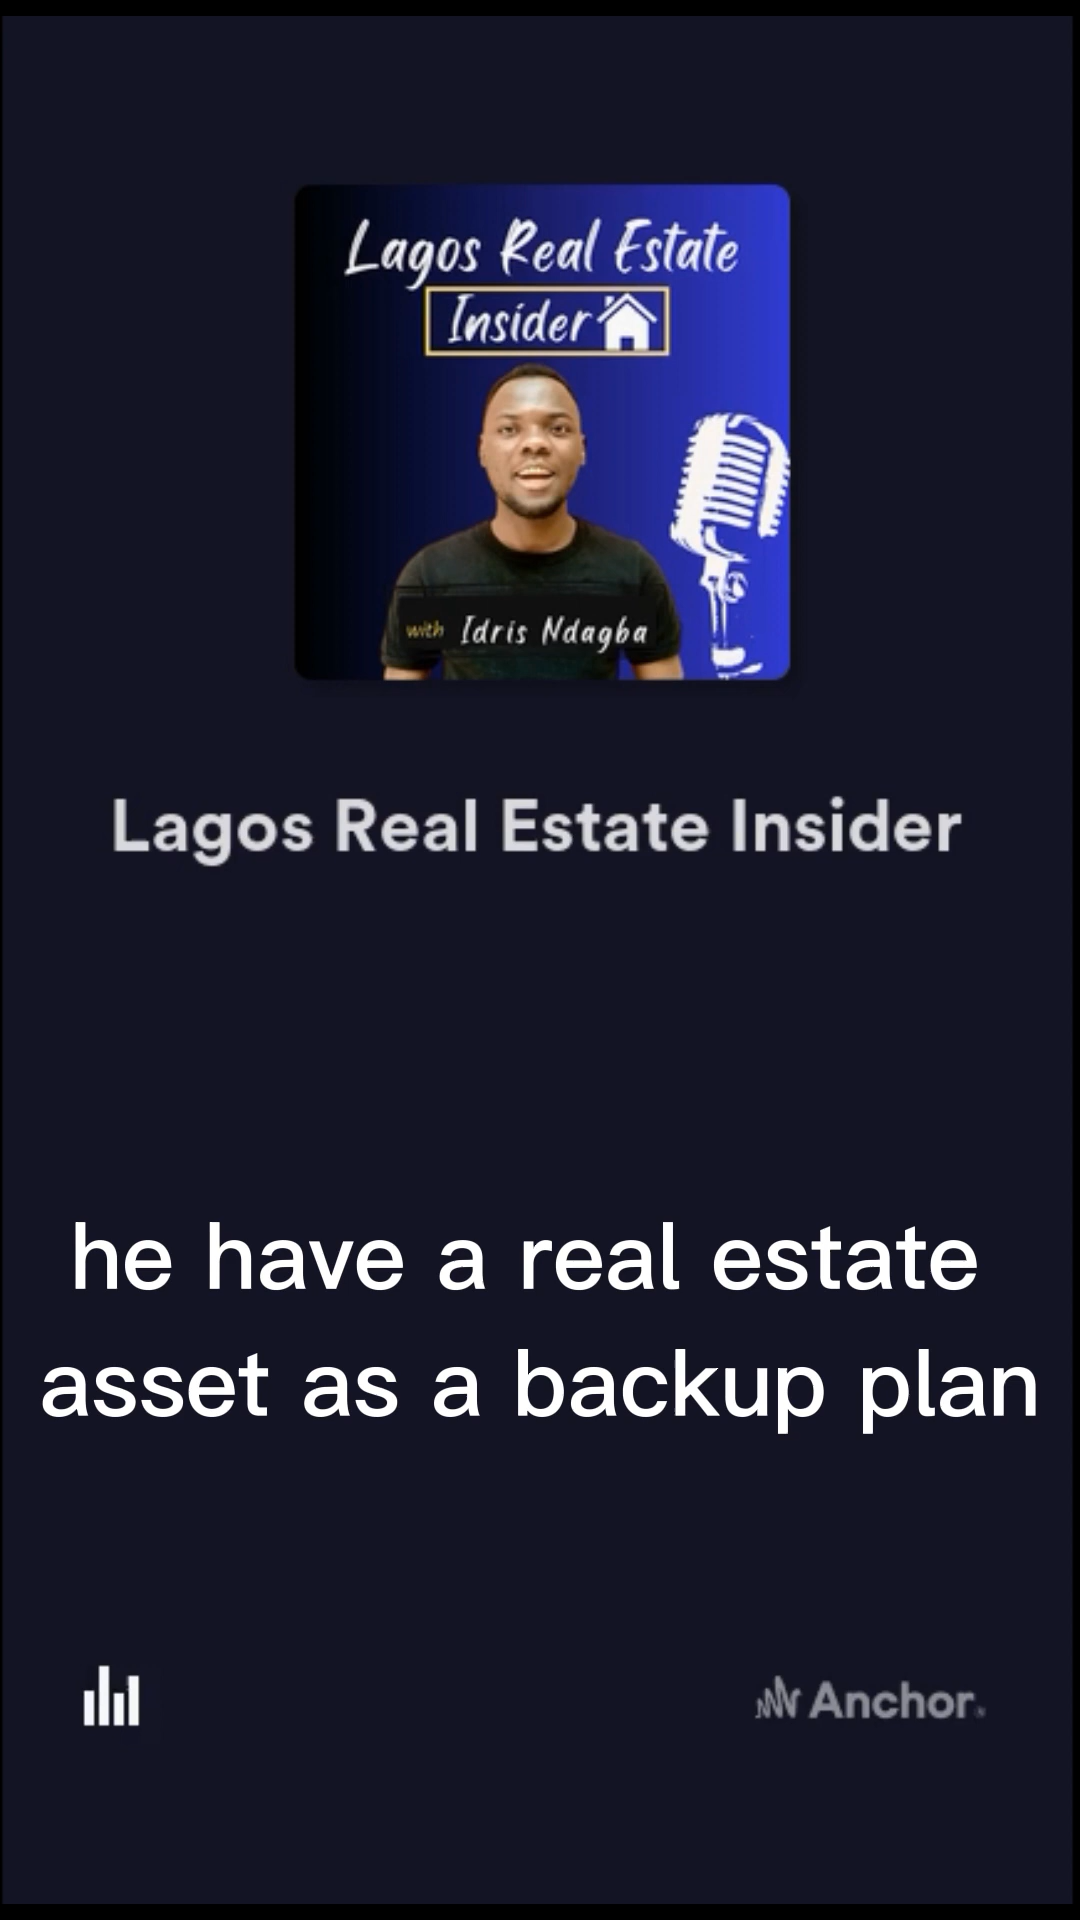 Lagos Real Estate
Insider
with Idris Ndagba
Lagos Real Estate Insider
he have a real estate
asset as a backup plan
Anchor